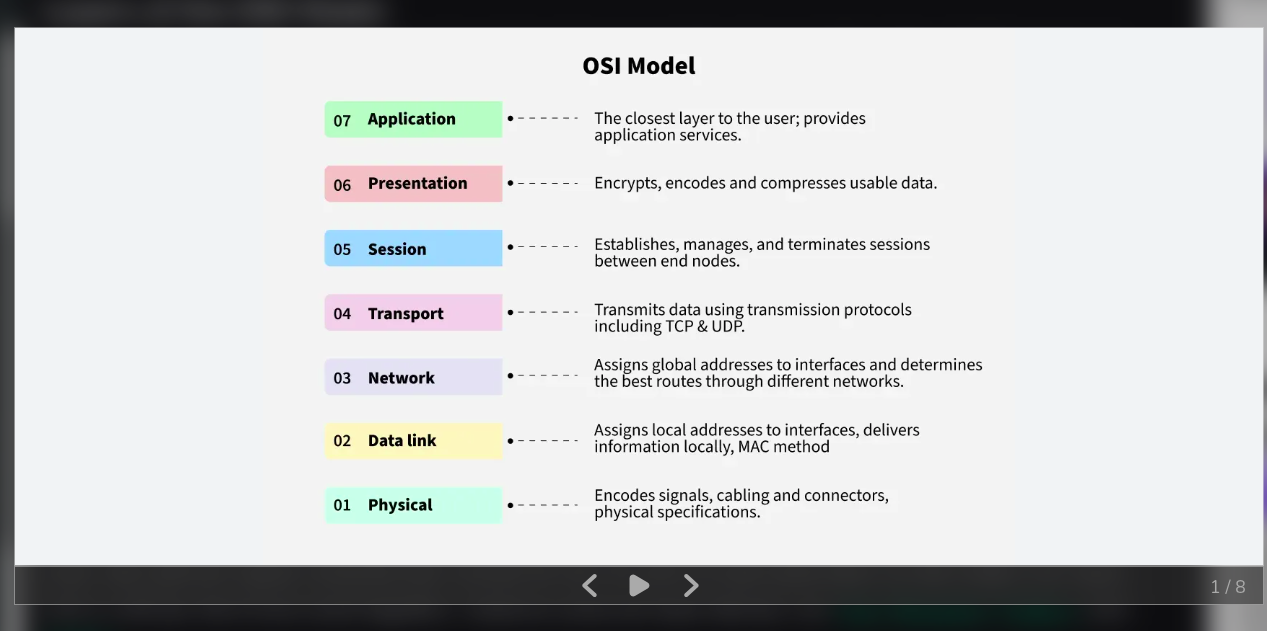 OSI Model
07 Application
The closest layer to the user; provides
application services.
06 Presentation
Encrypts, encodes and compresses usable data.
05 Session
Establishes, manages, and terminates sessions
between end nodes.
04 Transport
Transmits data using transmission protocols
including TCP & UDP.
03 Network
Assigns global addresses to interfaces and determines
the best routes through different networks.
02 Data link
Assigns local addresses to interfaces, delivers
information locally, MAC method
01 Physical
Encodes signals, cabling and connectors,
physical specifications.
1 / 8